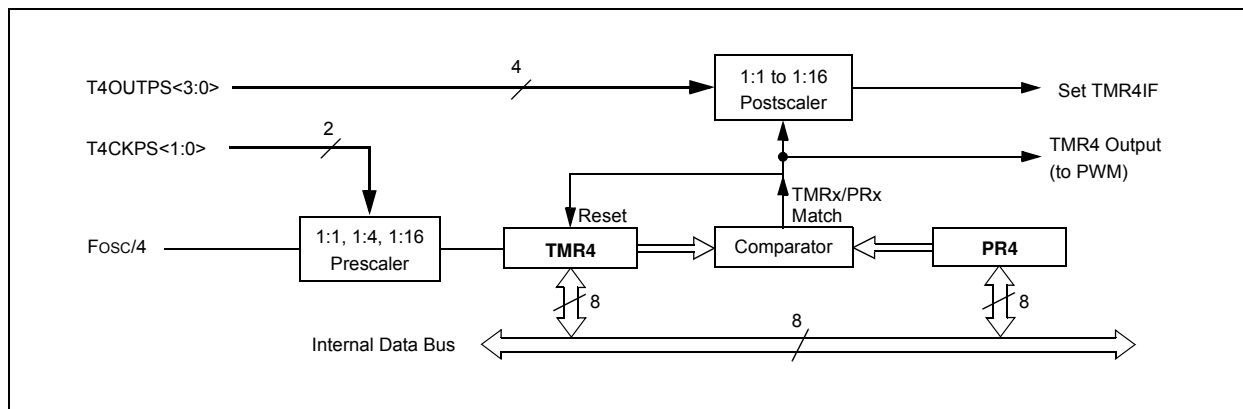 T4OUTPS<3:0>
4
1:1 to 1:16
Postscaler
Set TMR4IF
T4CKPS<1:0>
2
TMR4 Output
(to PWM)
TMRx/PRx
Match
Reset
FOSC/4
1:1, 1:4, 1:16
Prescaler
TMR4
Comparator
PR4
8
8
Internal Data Bus
8